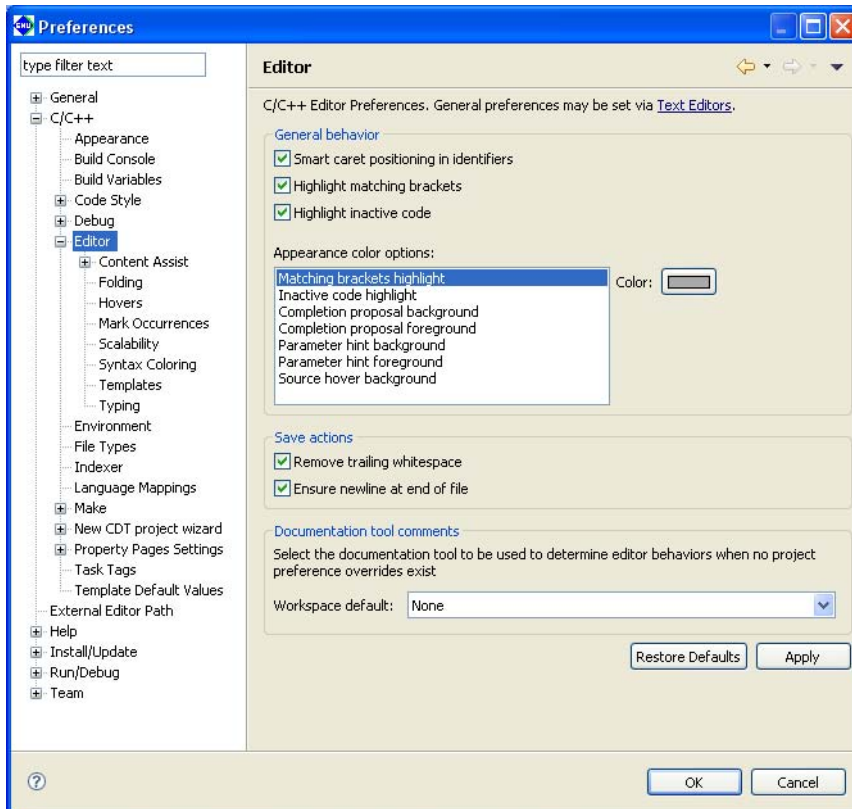 GNU Preferences
type filter text
General
C/C++
Appearance
Build Console
Build Variables
Code Style
Debug
Editor
Content Assist
Folding
Hovers
Mark Occurrences
Scalability
Syntax Coloring
Templates
Typing
Environment
File Types
Indexer
Language Mappings
Make
New CDT project wizard
Property Pages Settings
Task Tags
Template Default Values
External Editor Path
Help
Install/Update
Run/Debug
Team
Editor
C/C++ Editor Preferences. General preferences may be set via Text Editors.
General behavior
Smart caret positioning in identifiers
Highlight matching brackets
Highlight inactive code
Appearance color options:
Matching brackets highlight
Inactive code highlight
Completion proposal background
Completion proposal foreground
Parameter hint background
Parameter hint foreground
Source hover background
Color:
Save actions
Remove trailing whitespace
Ensure newline at end of file
Documentation tool comments
Select the documentation tool to be used to determine editor behaviors when no project
preference overrides exist
Workspace default: None
Restore Defaults Apply
? OK Cancel